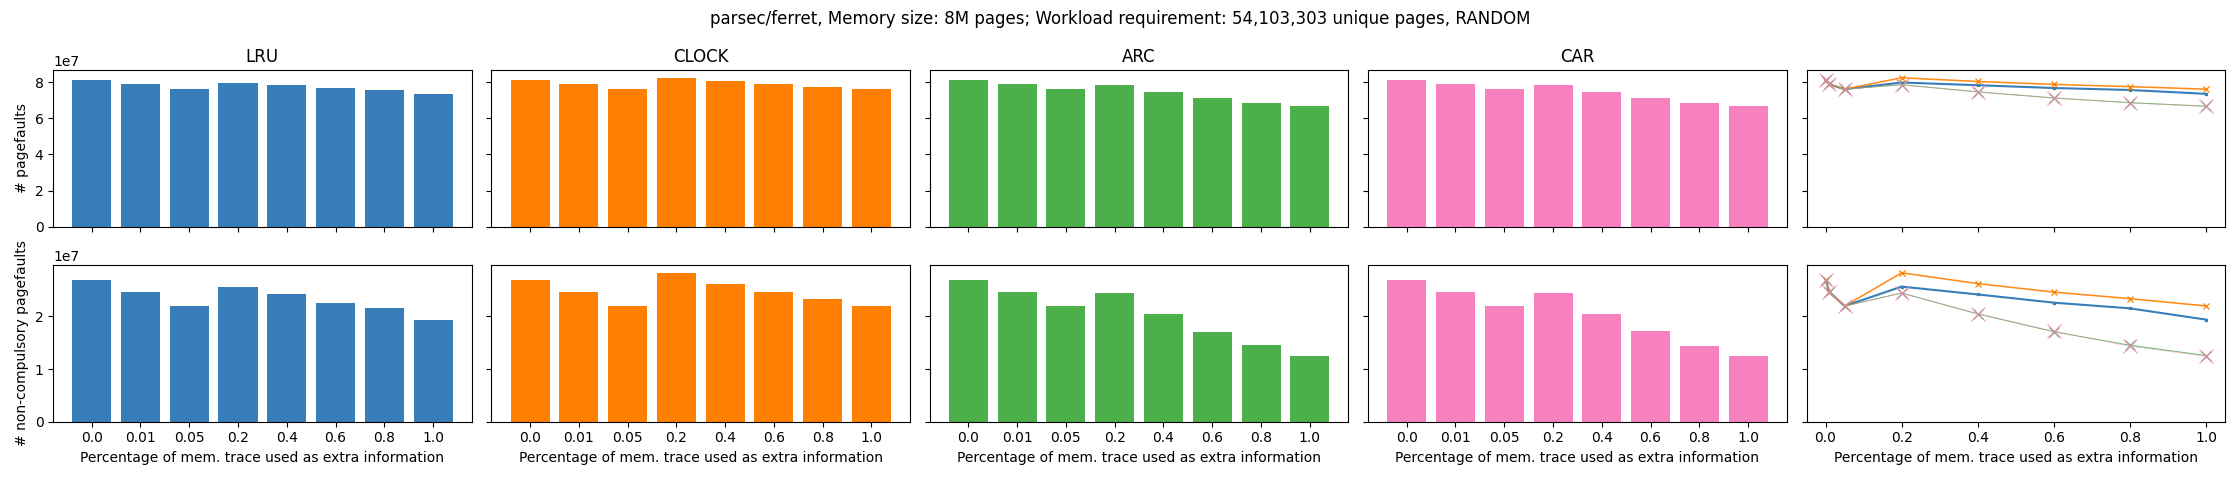 parsec/ferret, Memory size: 8M pages; Workload requirement: 54,103,303 unique pages, RANDOM
LRU
CLOCK
ARC
CAR
1e7
# pagefaults
8
6
4
2
0
1e7
# non-compulsory pagefaults
2
1
0
0.0 0.01 0.05 0.2 0.4 0.6 0.8 1.0
0.0 0.01 0.05 0.2 0.4 0.6 0.8 1.0
0.0 0.01 0.05 0.2 0.4 0.6 0.8 1.0
0.0 0.01 0.05 0.2 0.4 0.6 0.8 1.0
0.0 0.2 0.4 0.6 0.8 1.0
Percentage of mem. trace used as extra information
Percentage of mem. trace used as extra information
Percentage of mem. trace used as extra information
Percentage of mem. trace used as extra information
Percentage of mem. trace used as extra information